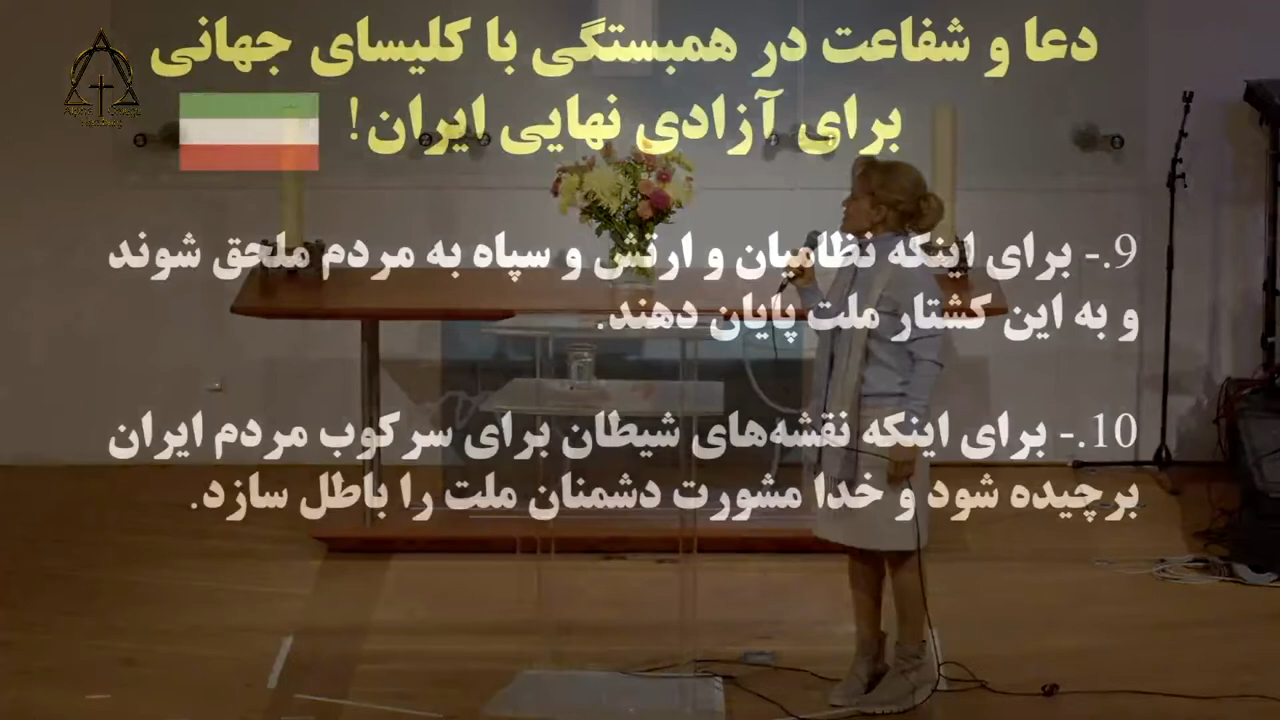 دعا و شفاعت در همبستگی با کلیسای جهانی
برای آزادی نهایی ایران!
9.- برای اینکه نظامیان و ارتش و سپاه به مردم ملحق شوند
و به این کشتار ملت پایان دهند.
10.- برای اینکه نقشه‌های شیطان برای سرکوب مردم ایران
برچیده شود و خدا مشورت دشمنان ملت را باطل سازد.